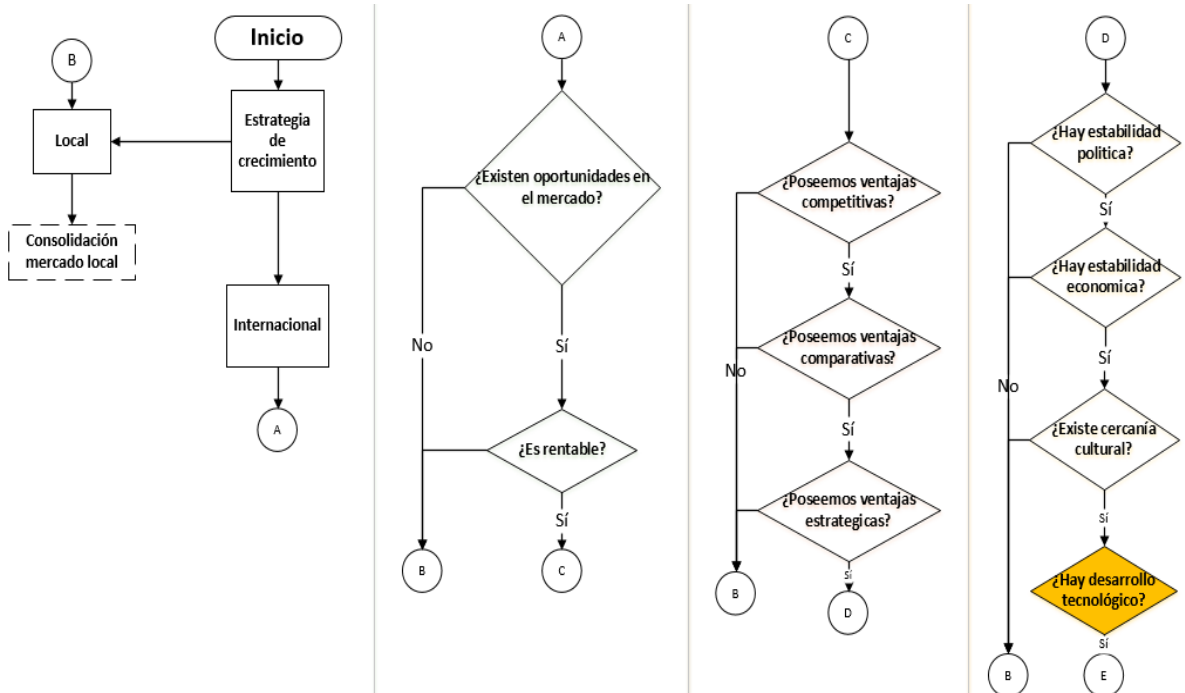 B
Inicio
Local
Estrategia
de
crecimiento
Consolidación
mercado local
Internacional
A
A
¿Existen oportunidades en
el mercado?
No
Sí
¿Es rentable?
Sí
B
C
C
¿Poseemos ventajas
competitivas?
Sí
¿Poseemos ventajas
comparativas?
No
Sí
¿Poseemos ventajas
estrategicas?
Sí
B
D
D
¿Hay estabilidad
politica?
Sí
¿Hay estabilidad
economica?
Sí
No
¿Existe cercanía
cultural?
Sí
¿Hay desarrollo
tecnológico?
Sí
B
E